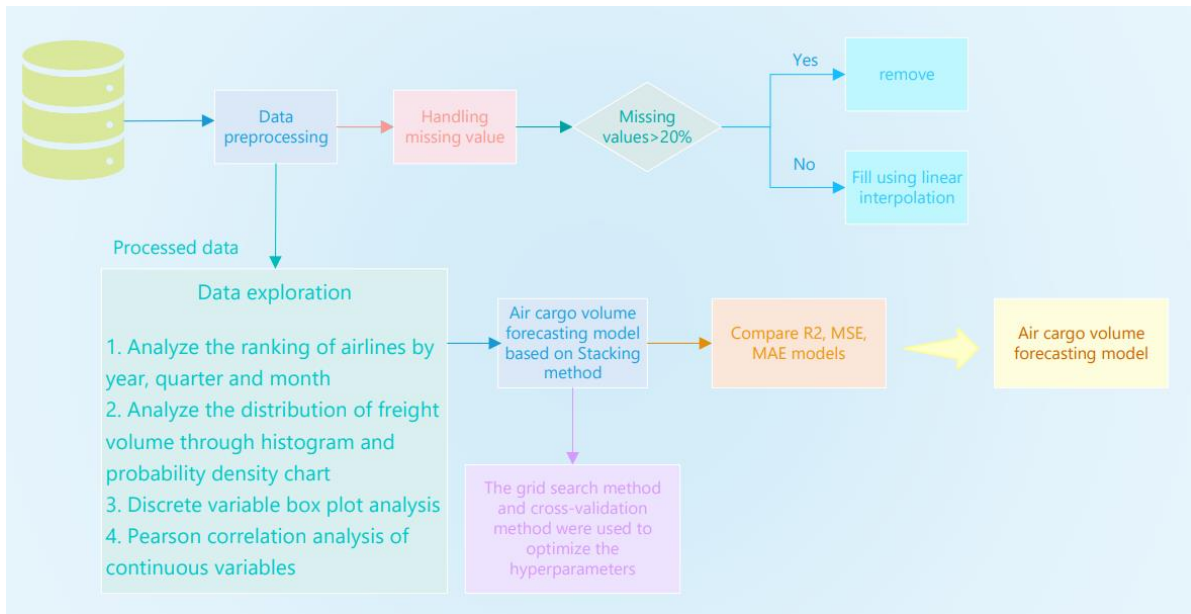 Data
preprocessing
Handling
missing value
Missing
values>20%
Yes
remove
No
Fill using linear
interpolation
Processed data
Data exploration
1. Analyze the ranking of airlines by
year, quarter and month
2. Analyze the distribution of freight
volume through histogram and
probability density chart
3. Discrete variable box plot analysis
4. Pearson correlation analysis of
continuous variables
Air cargo volume
forecasting model
based on Stacking
method
Compare R2, MSE,
MAE models
Air cargo volume
forecasting model
The grid search method
and cross-validation
method were used to
optimize the
hyperparameters